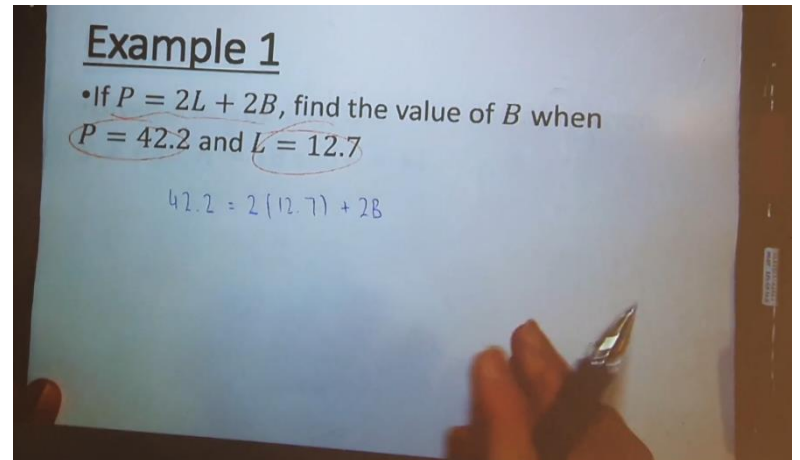 Example 1
•If P = 2L + 2B, find the value of B when
P = 42.2 and L = 12.7
42.2 = 2(12.7) + 2B